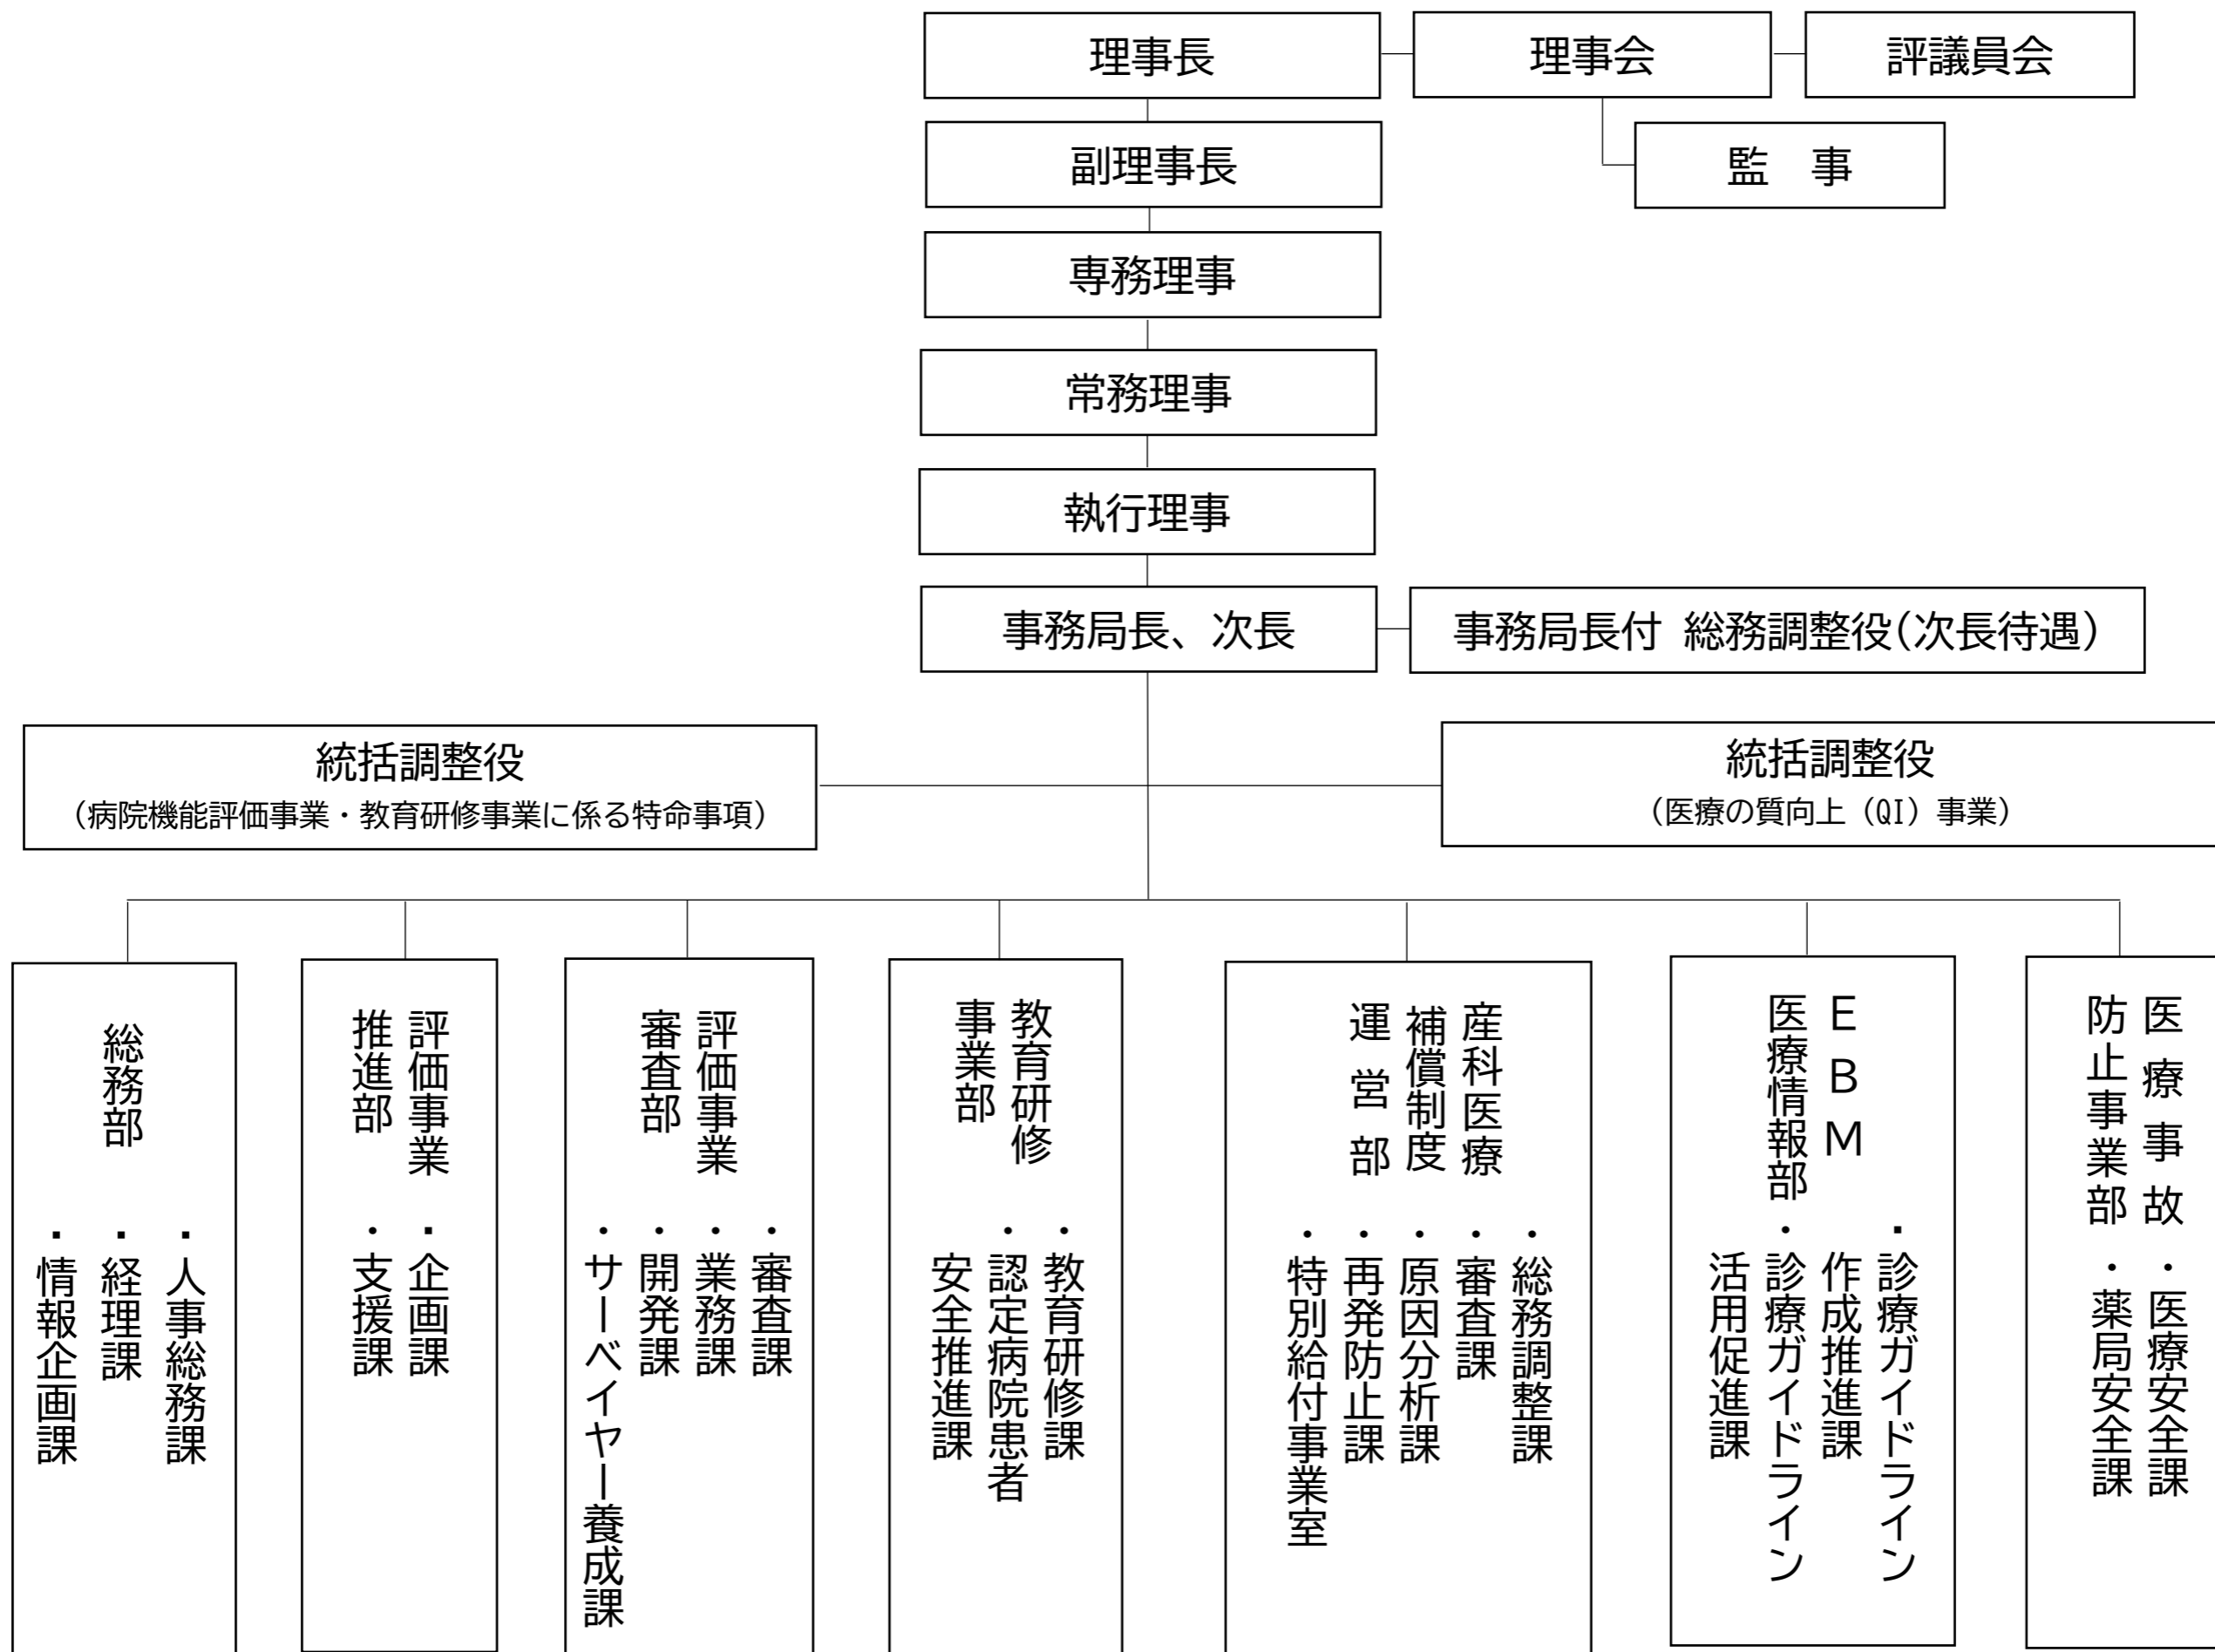 理事長
理事会
評議員会
副理事長
監　事
専務理事
常務理事
執行理事
事務局長、次長
事務局長付 総務調整役(次長待遇)
統括調整役
（病院機能評価事業・教育研修事業に係る特命事項）
統括調整役
（医療の質向上（QI）事業）
総務部
・人事総務課
・経理課
・情報企画課
評価事業
推進部
・企画課
・支援課
評価事業
審査部
・審査課
・業務課
・開発課
・サーベイヤー養成課
教育研修
事業部
・教育研修課
・認定病院患者
安全推進課
産科医療
補償制度
運営部
・総務調整課
・審査課
・原因分析課
・再発防止課
・特別給付事業室
ＥＢＭ
医療情報部
・診療ガイドライン
作成推進課
・診療ガイドライン
活用促進課
医療事故
防止事業部
・医療安全課
・薬局安全課